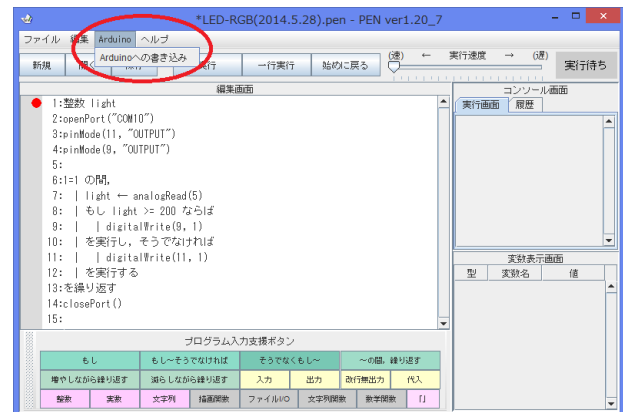 *LED-RGB(2014.5.28).pen - PEN ver1.20_7
ファイル 編集 Arduino ヘルプ
Arduinoへの書き込み
新規 開く 実行 一行実行 始めに戻る (速) ← 実行速度 → (遅) 実行待ち
編集画面
コンソール画面
実行画面 履歴
1:整数 light
2:openPort("COM10")
3:pinMode(11, "OUTPUT")
4:pinMode(9, "OUTPUT")
5:
6:1=1 の間,
7: | light ← analogRead(5)
8: | もし light >= 200 ならば
9: | | digitalWrite(9, 1)
10: | を実行し, そうでなければ
11: | | digitalWrite(11, 1)
12: | を実行する
13:を繰り返す
14:closePort()
15:
変数表示画面
型 変数名 値
プログラム入力支援ボタン
もし もし~そうでなければ そうでなくもし~ ~の間, 繰り返す
増やしながら繰り返す 減らしながら繰り返す 入力 出力 改行無出力 代入
整数 実数 文字列 描画関数 ファイルI/O 文字列関数 数学関数 「」